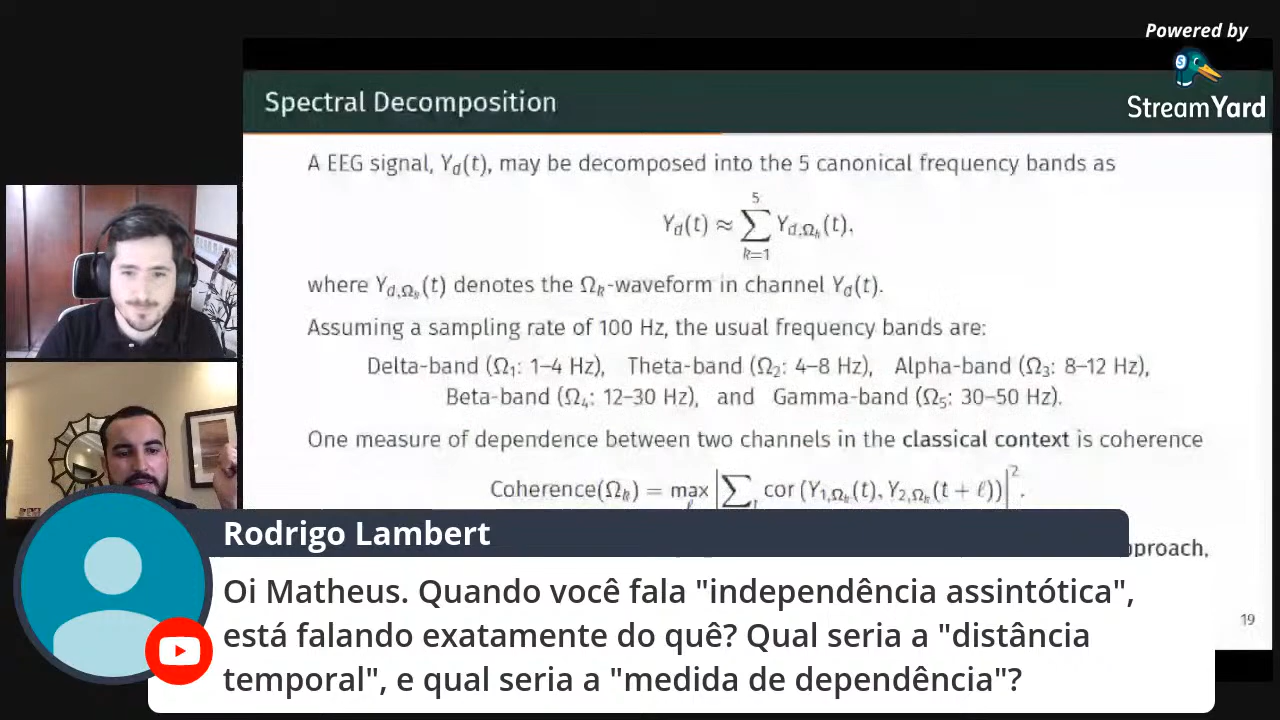 Powered by
StreamYard
Spectral Decomposition
A EEG signal, Y_d(t), may be decomposed into the 5 canonical frequency bands as
Y_d(t) ≈ ∑_{k=1}^{5} Y_{d,Ω_k}(t),
where Y_{d,Ω_k}(t) denotes the Ω_k-waveform in channel Y_d(t).
Assuming a sampling rate of 100 Hz, the usual frequency bands are:
Delta-band (Ω₁: 1–4 Hz), Theta-band (Ω₂: 4–8 Hz), Alpha-band (Ω₃: 8–12 Hz),
Beta-band (Ω₄: 12–30 Hz), and Gamma-band (Ω₅: 30–50 Hz).
One measure of dependence between two channels in the classical context is coherence
Coherence(Ω_k) = max_ℓ |∑_t cor (Y_{1,Ω_k}(t), Y_{2,Ω_k}(t + ℓ))|².
19
Rodrigo Lambert
Oi Matheus. Quando você fala "independência assintótica",
está falando exatamente do quê? Qual seria a "distância
temporal", e qual seria a "medida de dependência"?